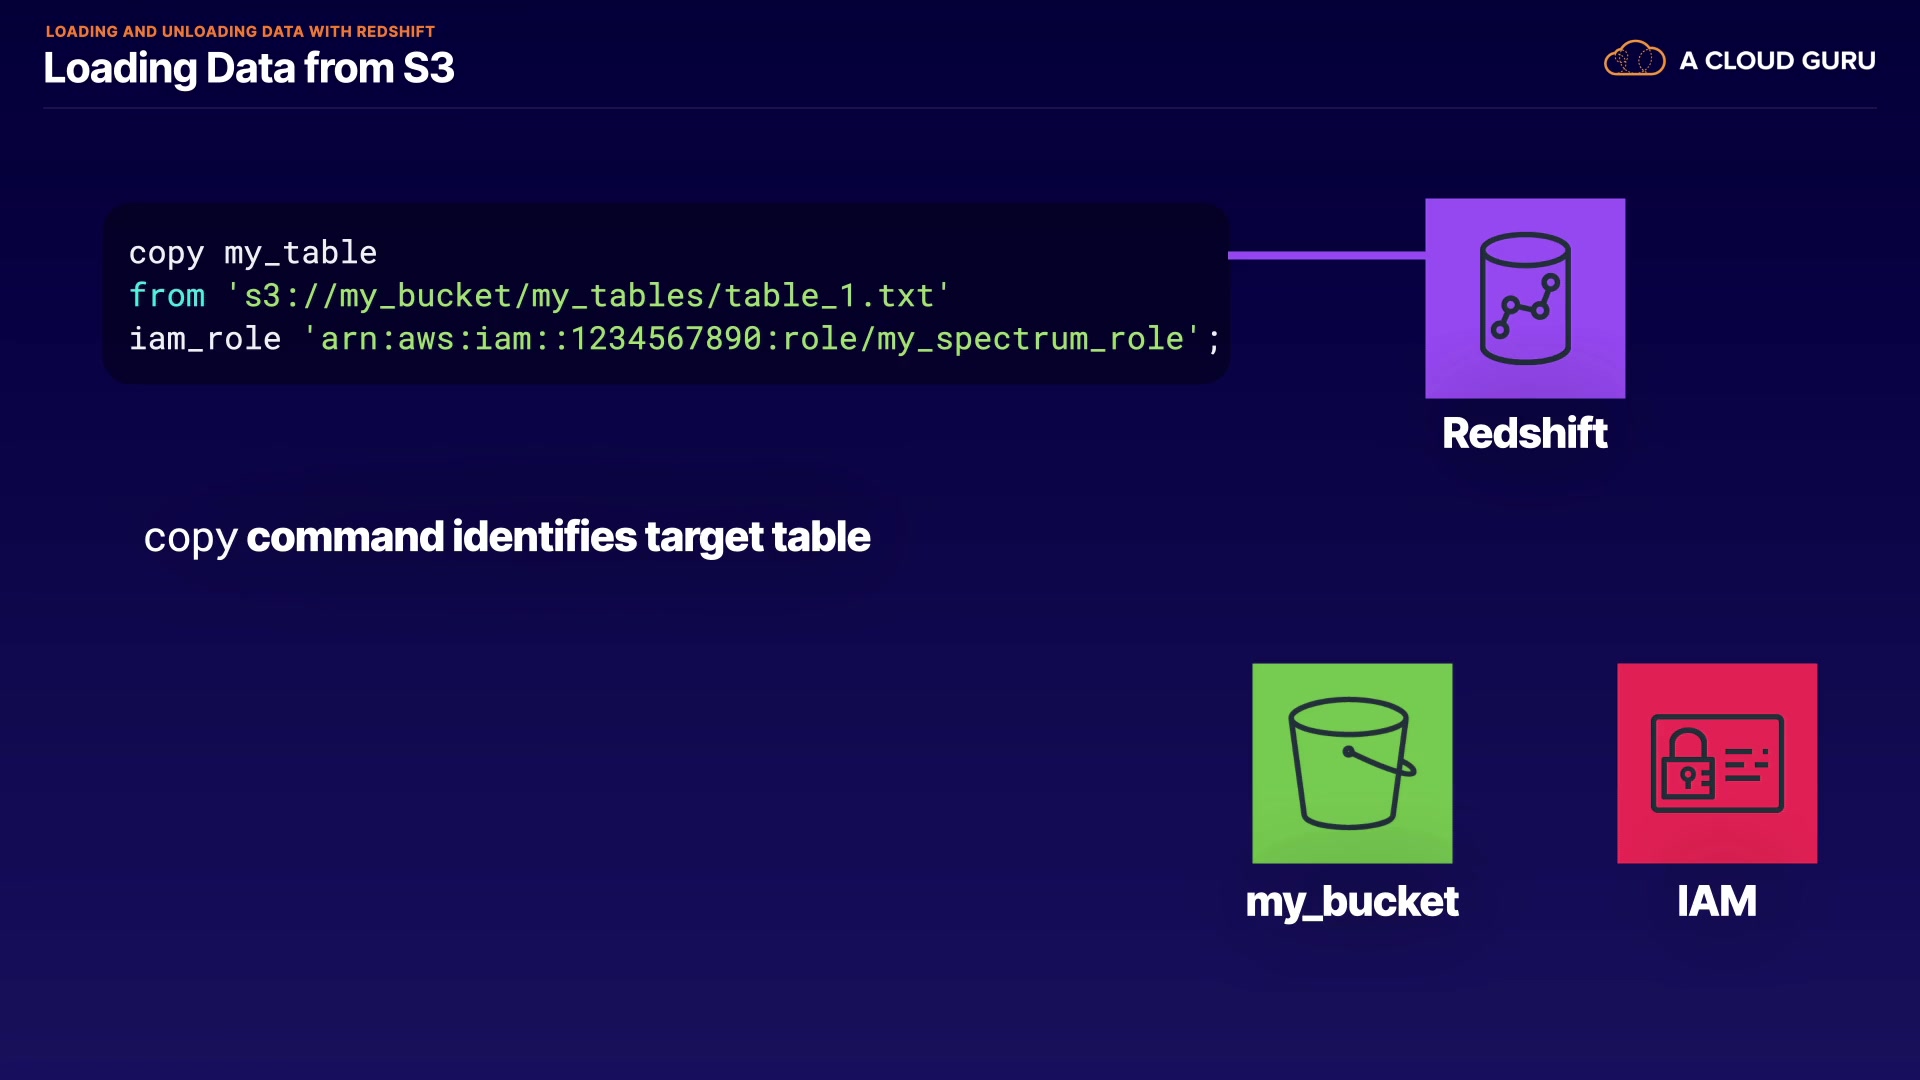 LOADING AND UNLOADING DATA WITH REDSHIFT
Loading Data from S3
A CLOUD GURU
copy my_table
from 's3://my_bucket/my_tables/table_1.txt'
iam_role 'arn:aws:iam::1234567890:role/my_spectrum_role';
Redshift
copy command identifies target table
my_bucket
IAM